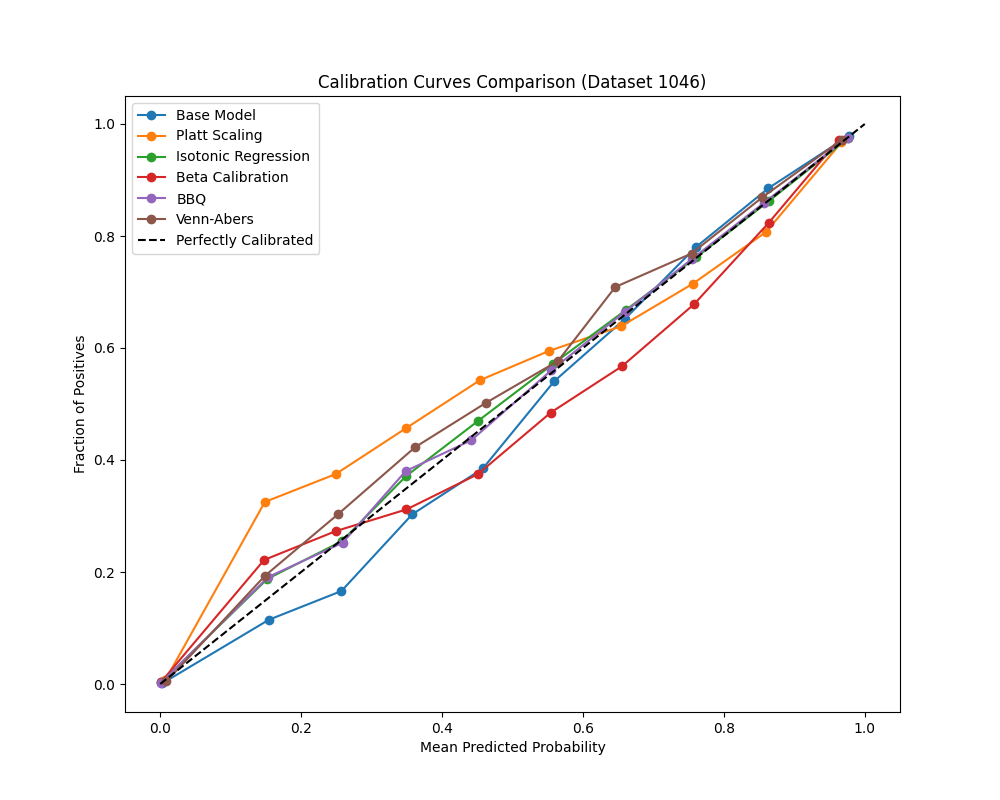 Calibration Curves Comparison (Dataset 1046)
Base Model
Platt Scaling
Isotonic Regression
Beta Calibration
BBQ
Venn-Abers
Perfectly Calibrated
Fraction of Positives
1.0
0.8
0.6
0.4
0.2
0.0
0.0 0.2 0.4 0.6 0.8 1.0
Mean Predicted Probability